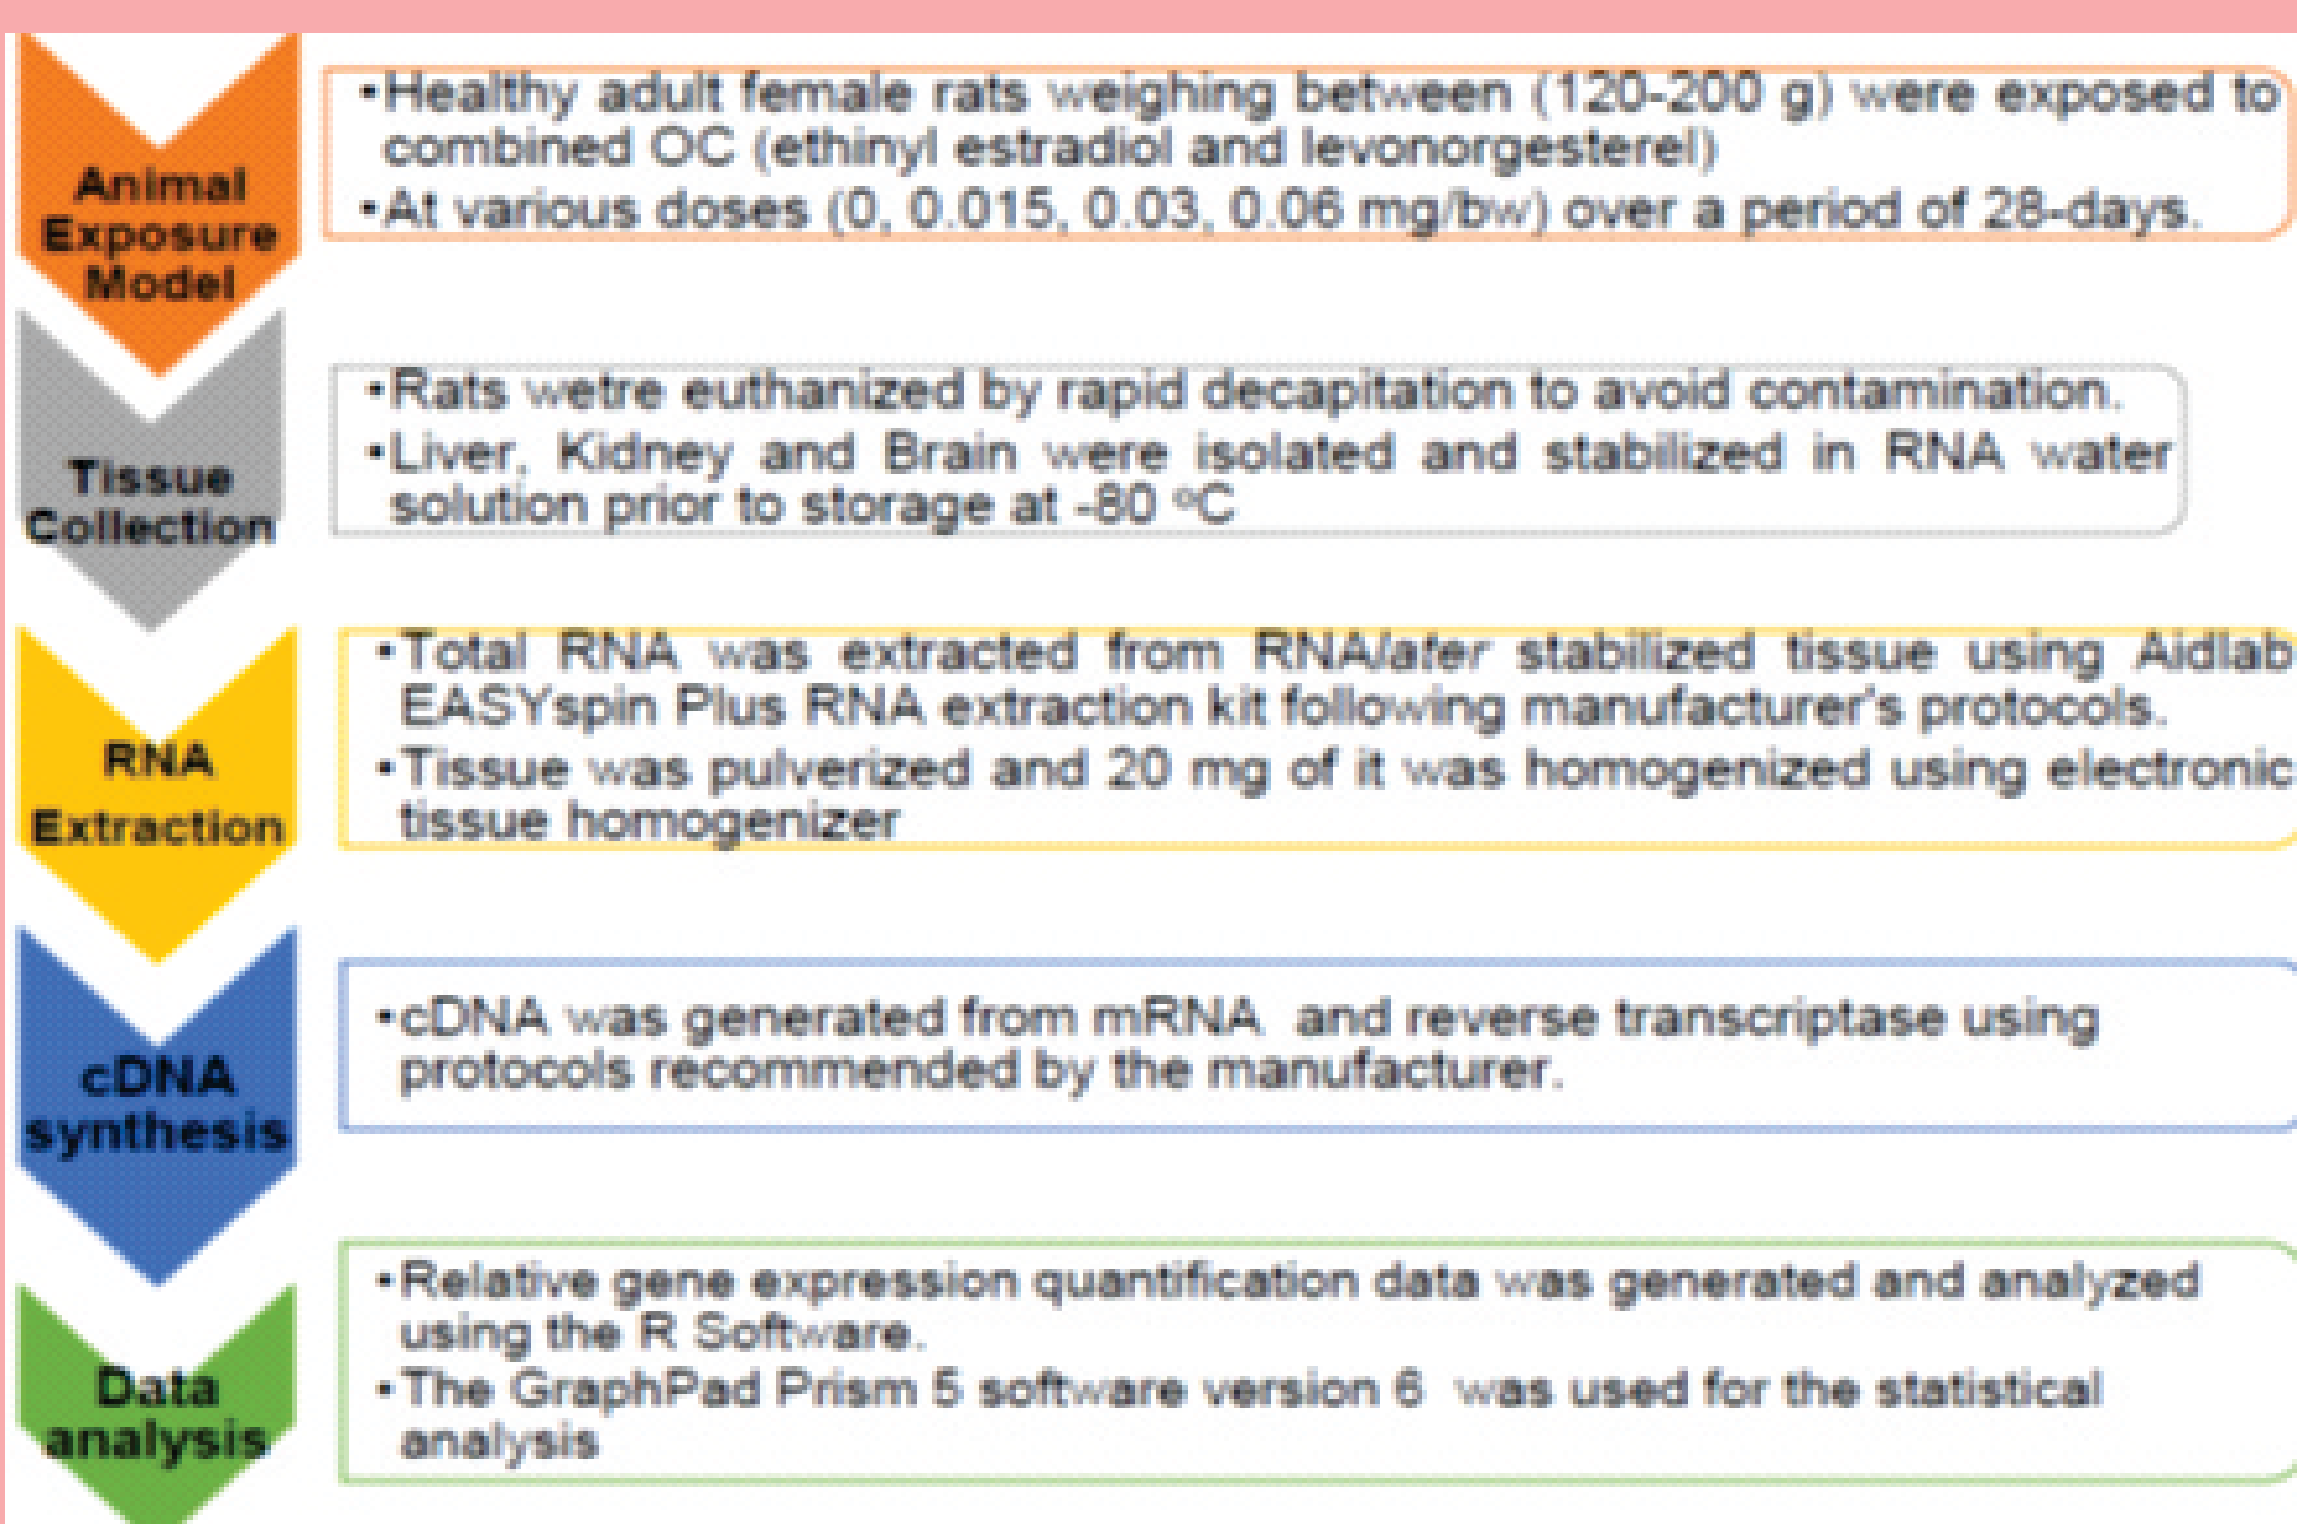 Animal
Exposure
Model
•Healthy adult female rats weighing between (120-200 g) were exposed to
combined OC (ethinyl estradiol and levonorgesterel)
•At various doses (0, 0.015, 0.03, 0.06 mg/bw) over a period of 28-days.
Tissue
Collection
•Rats wetre euthanized by rapid decapitation to avoid contamination.
•Liver, Kidney and Brain were isolated and stabilized in RNA water
solution prior to storage at -80 ºC
RNA
Extraction
•Total RNA was extracted from RNAlater stabilized tissue using Aidlab
EASYspin Plus RNA extraction kit following manufacturer's protocols.
•Tissue was pulverized and 20 mg of it was homogenized using electronic
tissue homogenizer
cDNA
synthesis
•cDNA was generated from mRNA and reverse transcriptase using
protocols recommended by the manufacturer.
Data
analysis
•Relative gene expression quantification data was generated and analyzed
using the R Software.
•The GraphPad Prism 5 software version 6 was used for the statistical
analysis